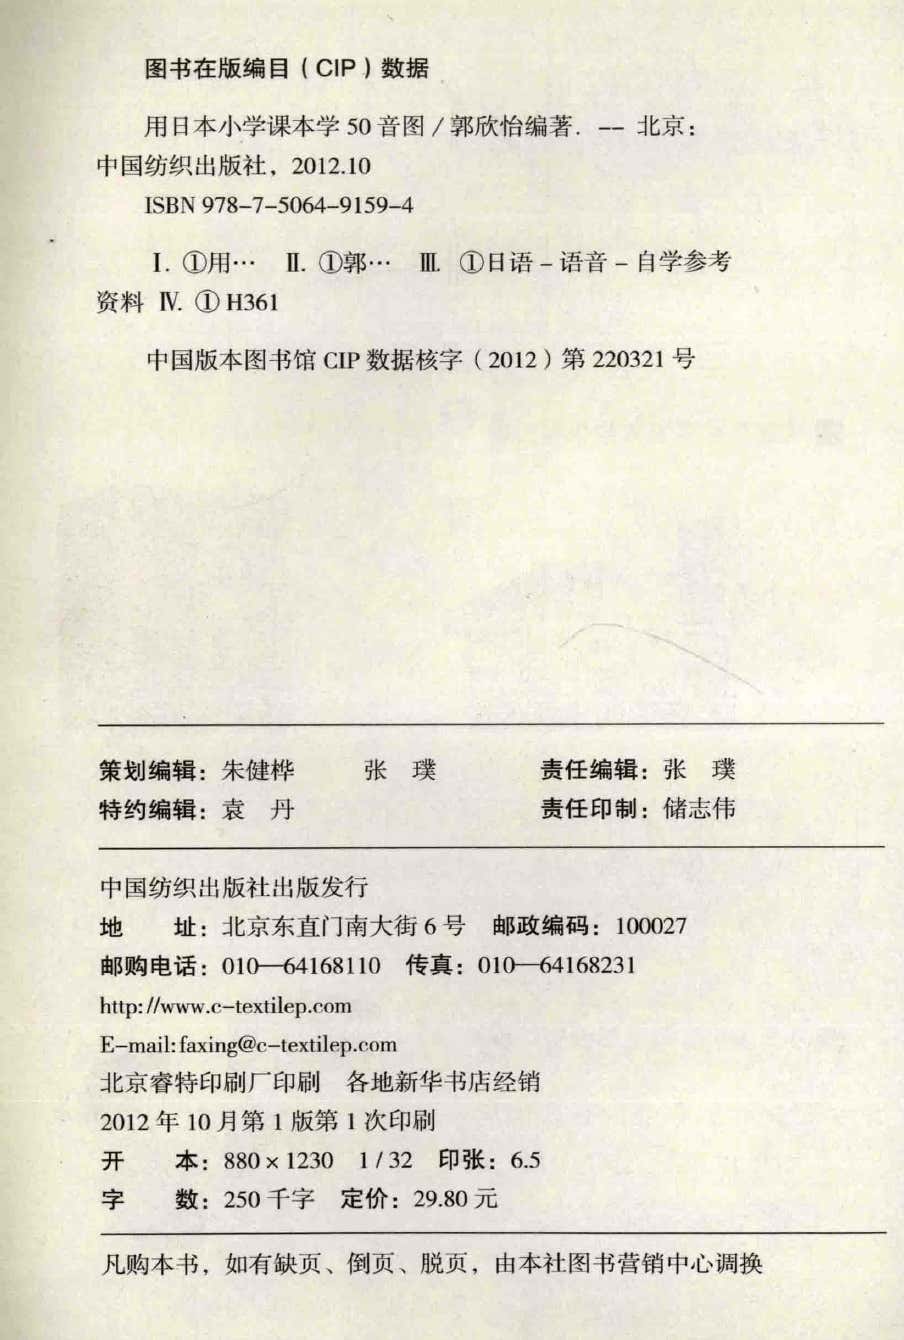 图书在版编目（CIP）数据
用日本小学课本学 50 音图 / 郭欣怡编著. -- 北京：
中国纺织出版社，2012.10
ISBN 978-7-5064-9159-4
Ⅰ. ①用… Ⅱ. ①郭… Ⅲ. ①日语 – 语音 – 自学参考
资料 Ⅳ. ① H361
中国版本图书馆 CIP 数据核字（2012）第 220321 号
策划编辑：朱健桦 张 璞 责任编辑：张 璞
特约编辑：袁 丹 责任印制：储志伟
中国纺织出版社出版发行
地 址：北京东直门南大街 6 号 邮政编码：100027
邮购电话：010—64168110 传真：010—64168231
http://www.c-textilep.com
E-mail:faxing@c-textilep.com
北京睿特印刷厂印刷 各地新华书店经销
2012 年 10 月第 1 版第 1 次印刷
开 本：880×1230 1/32 印张：6.5
字 数：250 千字 定价：29.80 元
凡购本书，如有缺页、倒页、脱页，由本社图书营销中心调换